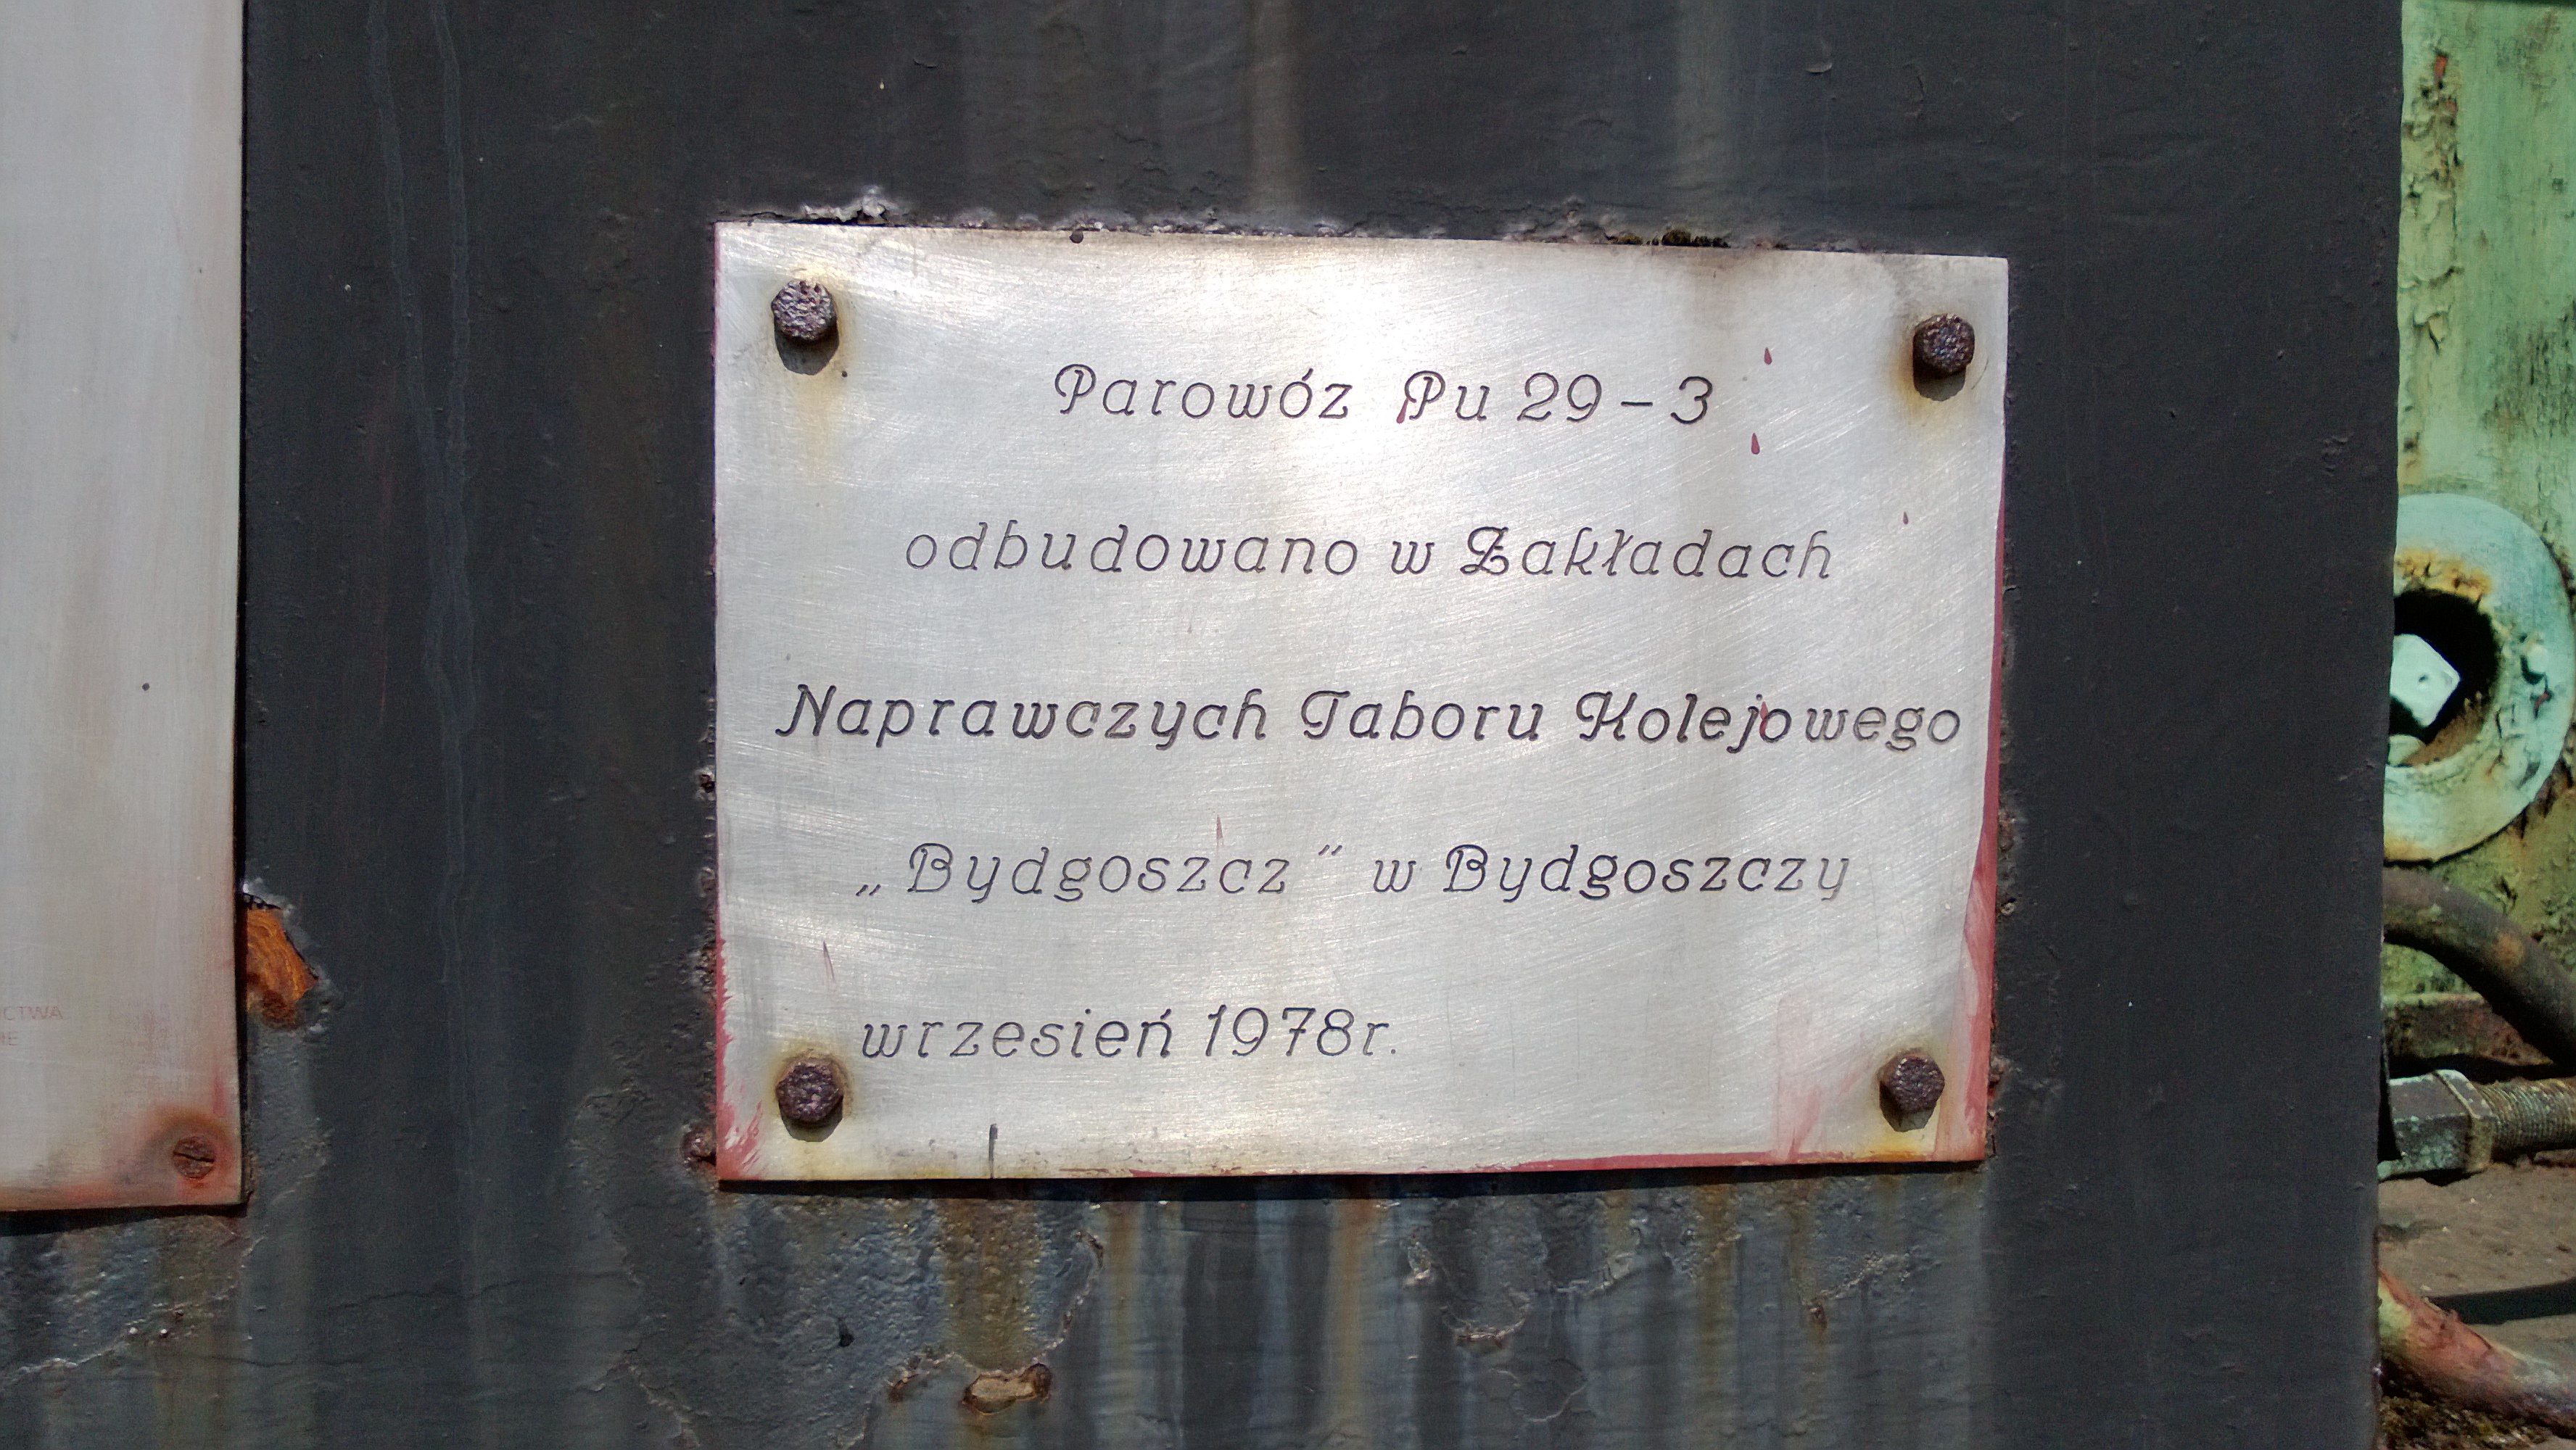 Parowóz Pu 29 – 3
odbudowano w Zakładach
Naprawczych Taboru Kolejowego
„Bydgoszcz” w Bydgoszczy
wrzesień 1978r.